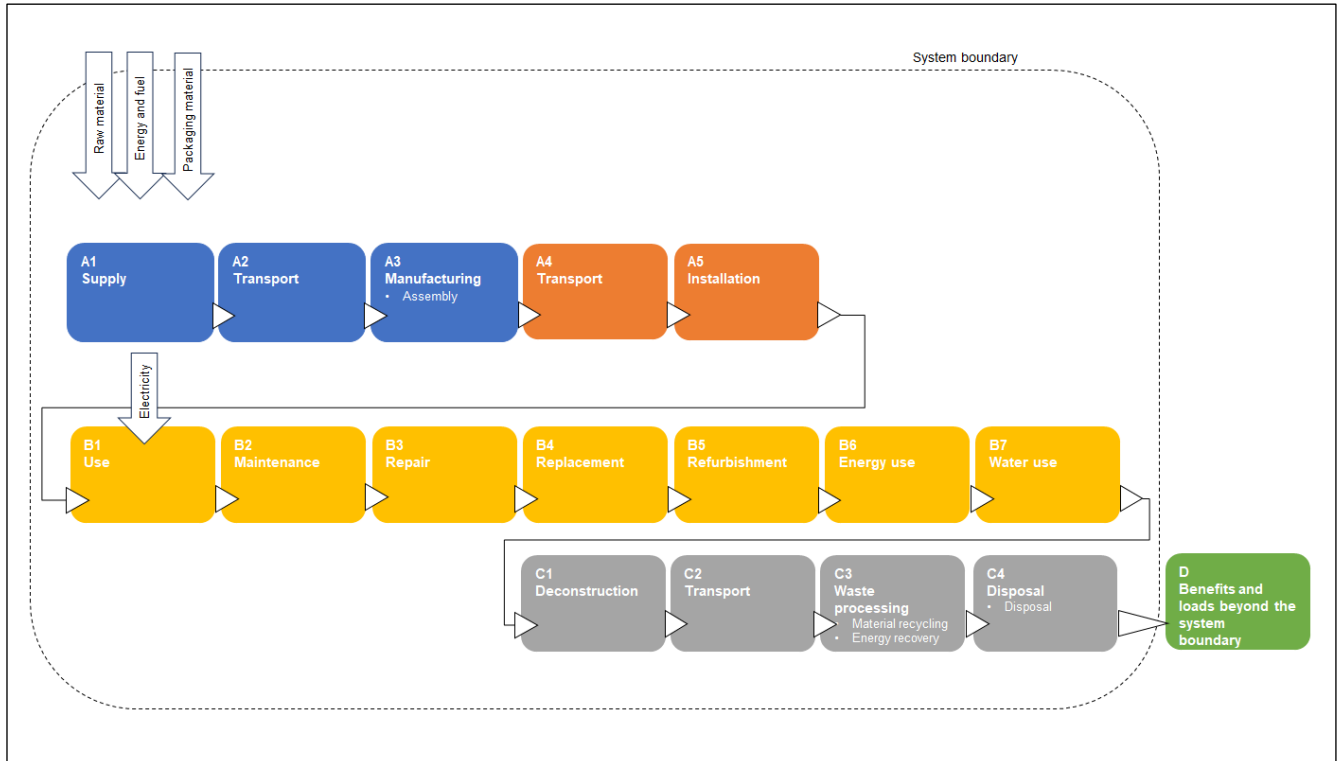 System boundary
Raw material
Energy and fuel
Packaging material
A1
Supply
A2
Transport
A3
Manufacturing
• Assembly
A4
Transport
A5
Installation
Electricity
B1
Use
B2
Maintenance
B3
Repair
B4
Replacement
B5
Refurbishment
B6
Energy use
B7
Water use
C1
Deconstruction
C2
Transport
C3
Waste
processing
• Material recycling
• Energy recovery
C4
Disposal
• Disposal
D
Benefits and
loads beyond the
system
boundary